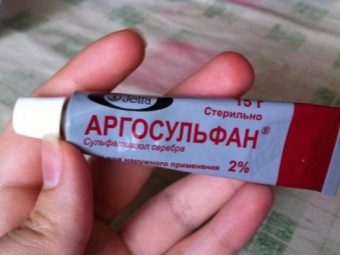 Jelfa
15 г
Стерильно
АРГОСУЛЬФАН®
Сульфатиазол серебра
для наружного применения
2%